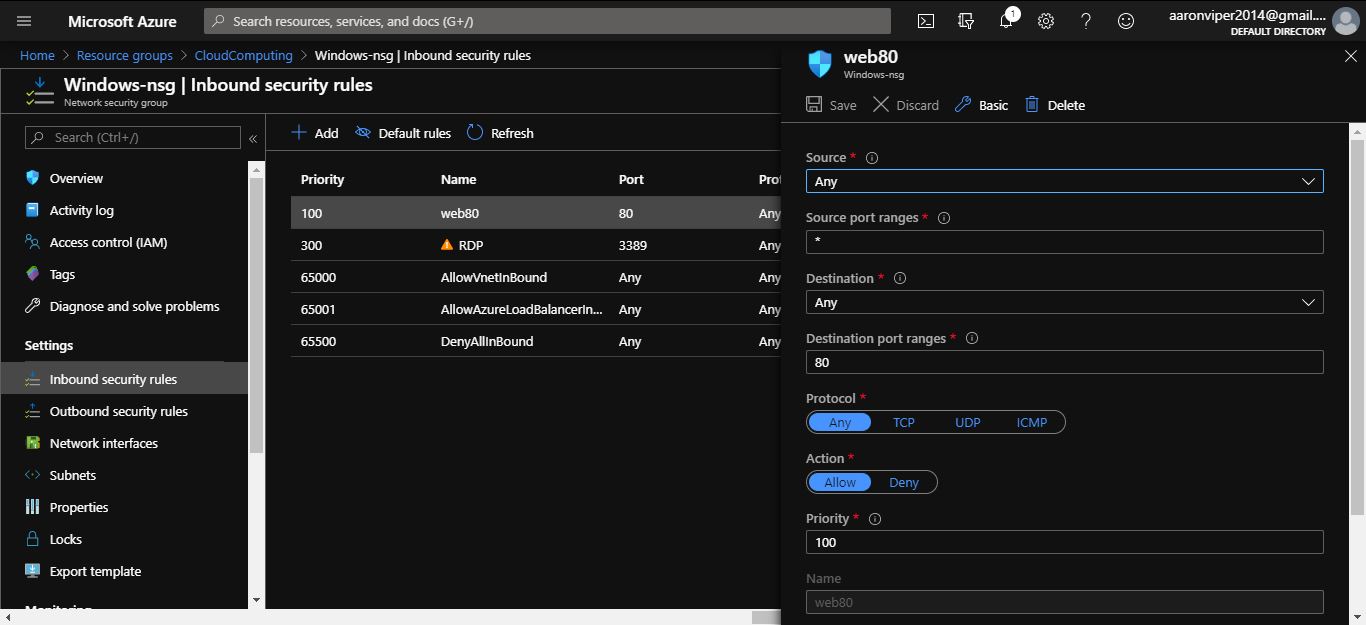 Microsoft Azure
Search resources, services, and docs (G+/)
1
aaronviper2014@gmail....
DEFAULT DIRECTORY
Home > Resource groups > CloudComputing > Windows-nsg | Inbound security rules
Windows-nsg | Inbound security rules
Network security group
Search (Ctrl+/)
«
Overview
Activity log
Access control (IAM)
Tags
Diagnose and solve problems
Settings
Inbound security rules
Outbound security rules
Network interfaces
Subnets
Properties
Locks
Export template
Monitoring
Add Default rules Refresh
Priority Name Port Prot
100 web80 80 Any
300 RDP 3389 Any
65000 AllowVnetInBound Any Any
65001 AllowAzureLoadBalancerIn... Any Any
65500 DenyAllInBound Any Any
web80
Windows-nsg
Save Discard Basic Delete
Source *
Any
Source port ranges *
*
Destination *
Any
Destination port ranges *
80
Protocol *
Any TCP UDP ICMP
Action *
Allow Deny
Priority *
100
Name
web80